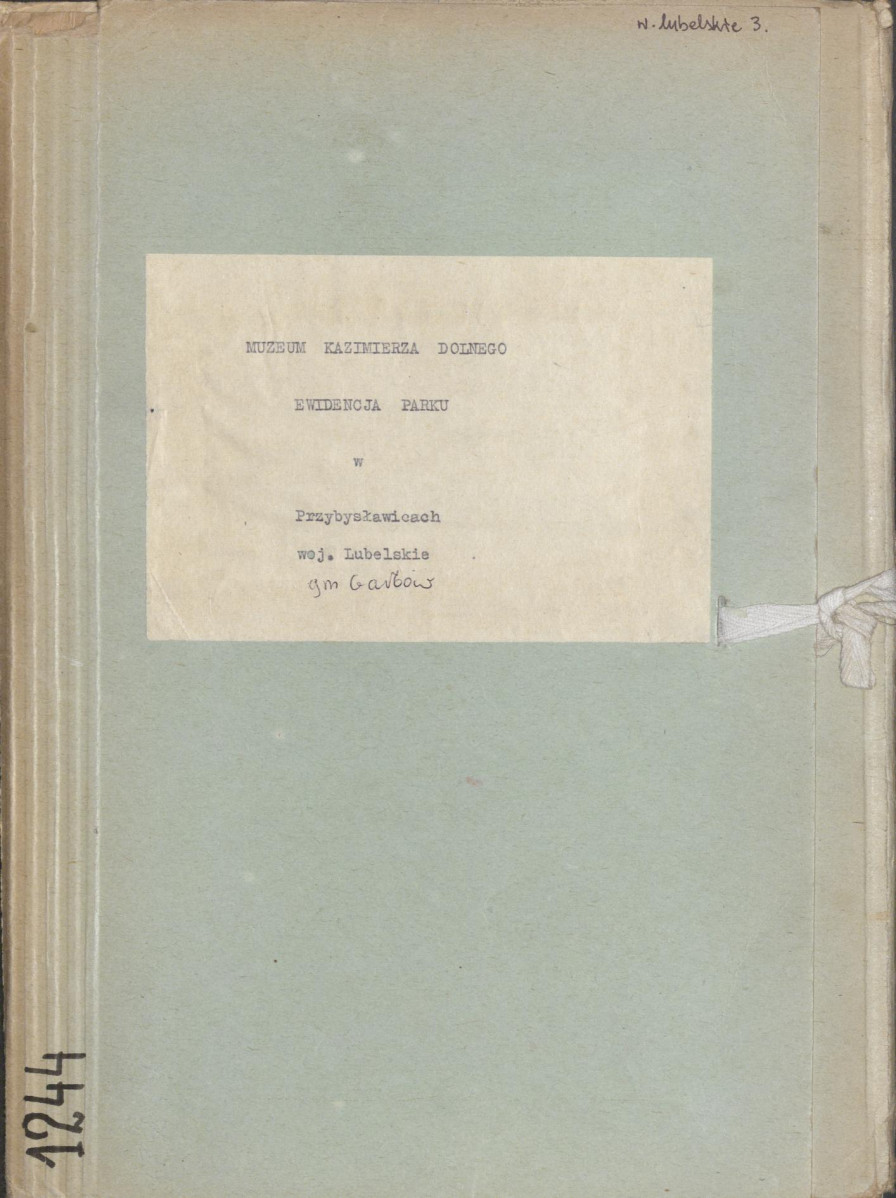 w. lubelskie 3.
MUZEUM KAZIMIERZA DOLNEGO
EWIDENCJA PARKU
w
Przybysławicach
woj. Lubelskie
gm Garbów
1244